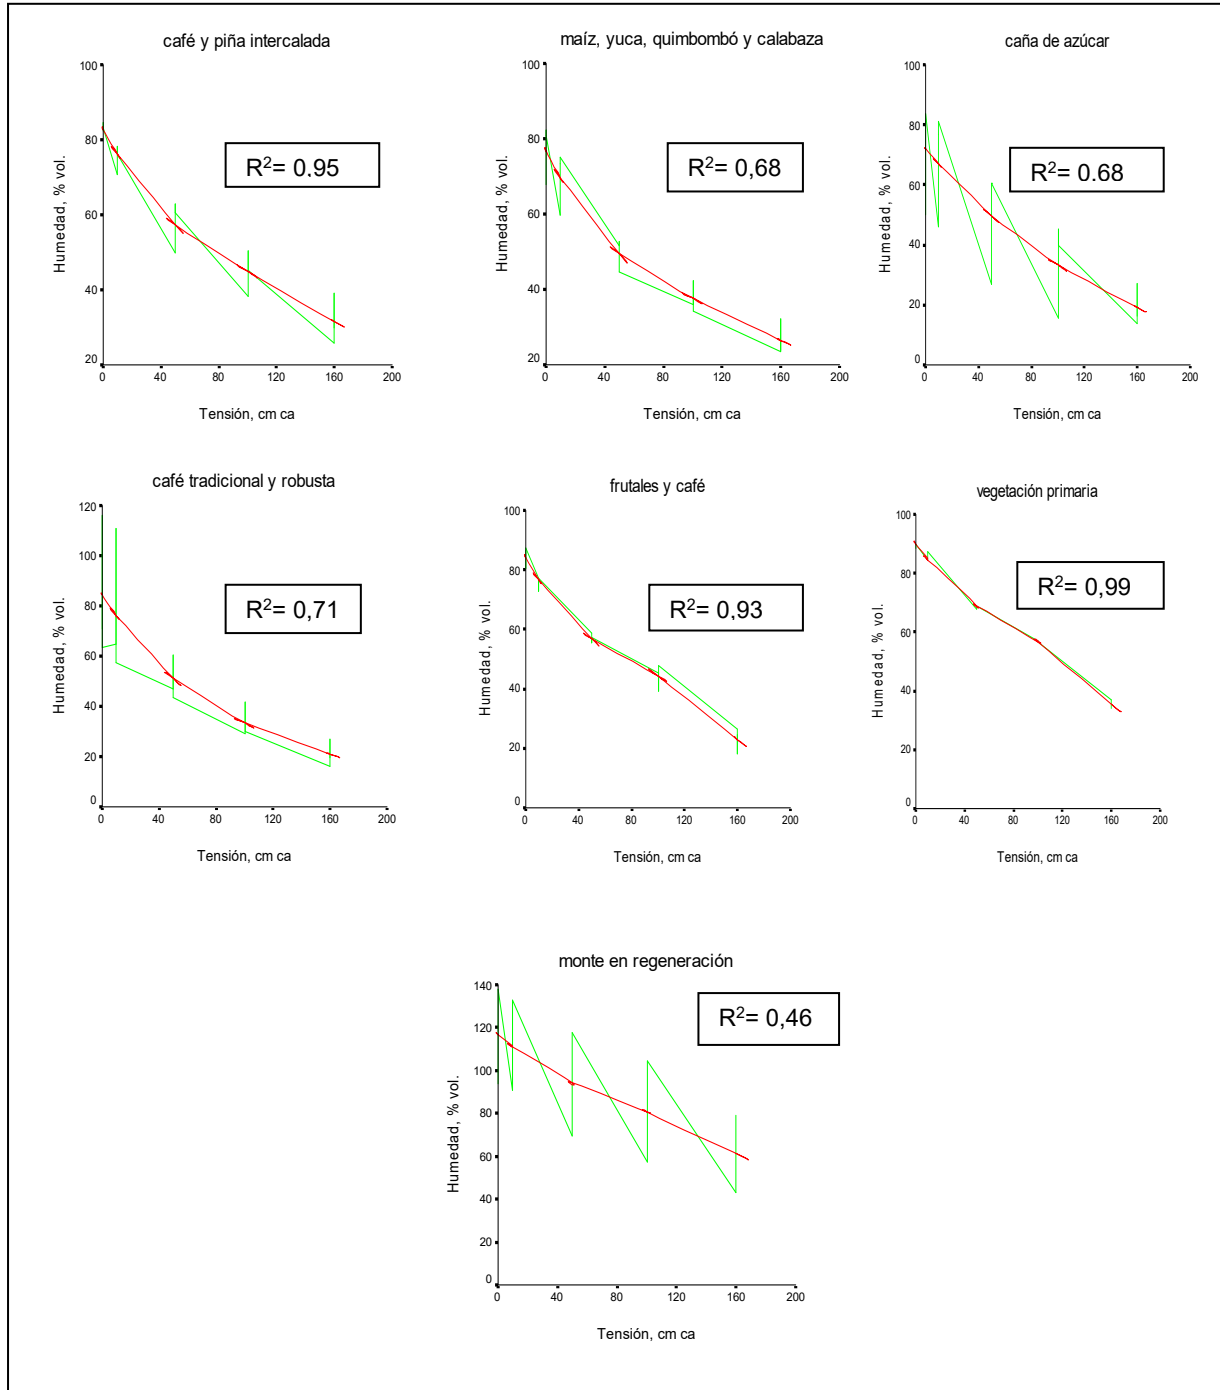 café y piña intercalada
100
80
60
40
20
0 40 80 120 160 200
Humedad, % vol.
Tensión, cm ca
R²= 0.95
maíz, yuca, quimbombó y calabaza
100
80
60
40
20
0 40 80 120 160 200
Humedad, % vol.
Tensión, cm ca
R²= 0,68
caña de azúcar
100
80
60
40
20
0
0 40 80 120 160 200
Humedad, % vol.
Tensión, cm ca
R²= 0.68
café tradicional y robusta
120
100
80
60
40
20
0
0 40 80 120 160 200
Humedad, % vol.
Tensión, cm ca
R²= 0,71
frutales y café
100
80
60
40
20
0
0 40 80 120 160 200
Humedad, % vol.
Tensión, cm ca
R²= 0,93
vegetación primaria
100
80
60
40
20
0
0 40 80 120 160 200
Humedad, % vol.
Tensión, cm ca
R²= 0,99
monte en regeneración
140
120
100
80
60
40
20
0
0 40 80 120 160 200
Humedad, % vol.
Tensión, cm ca
R²= 0,46